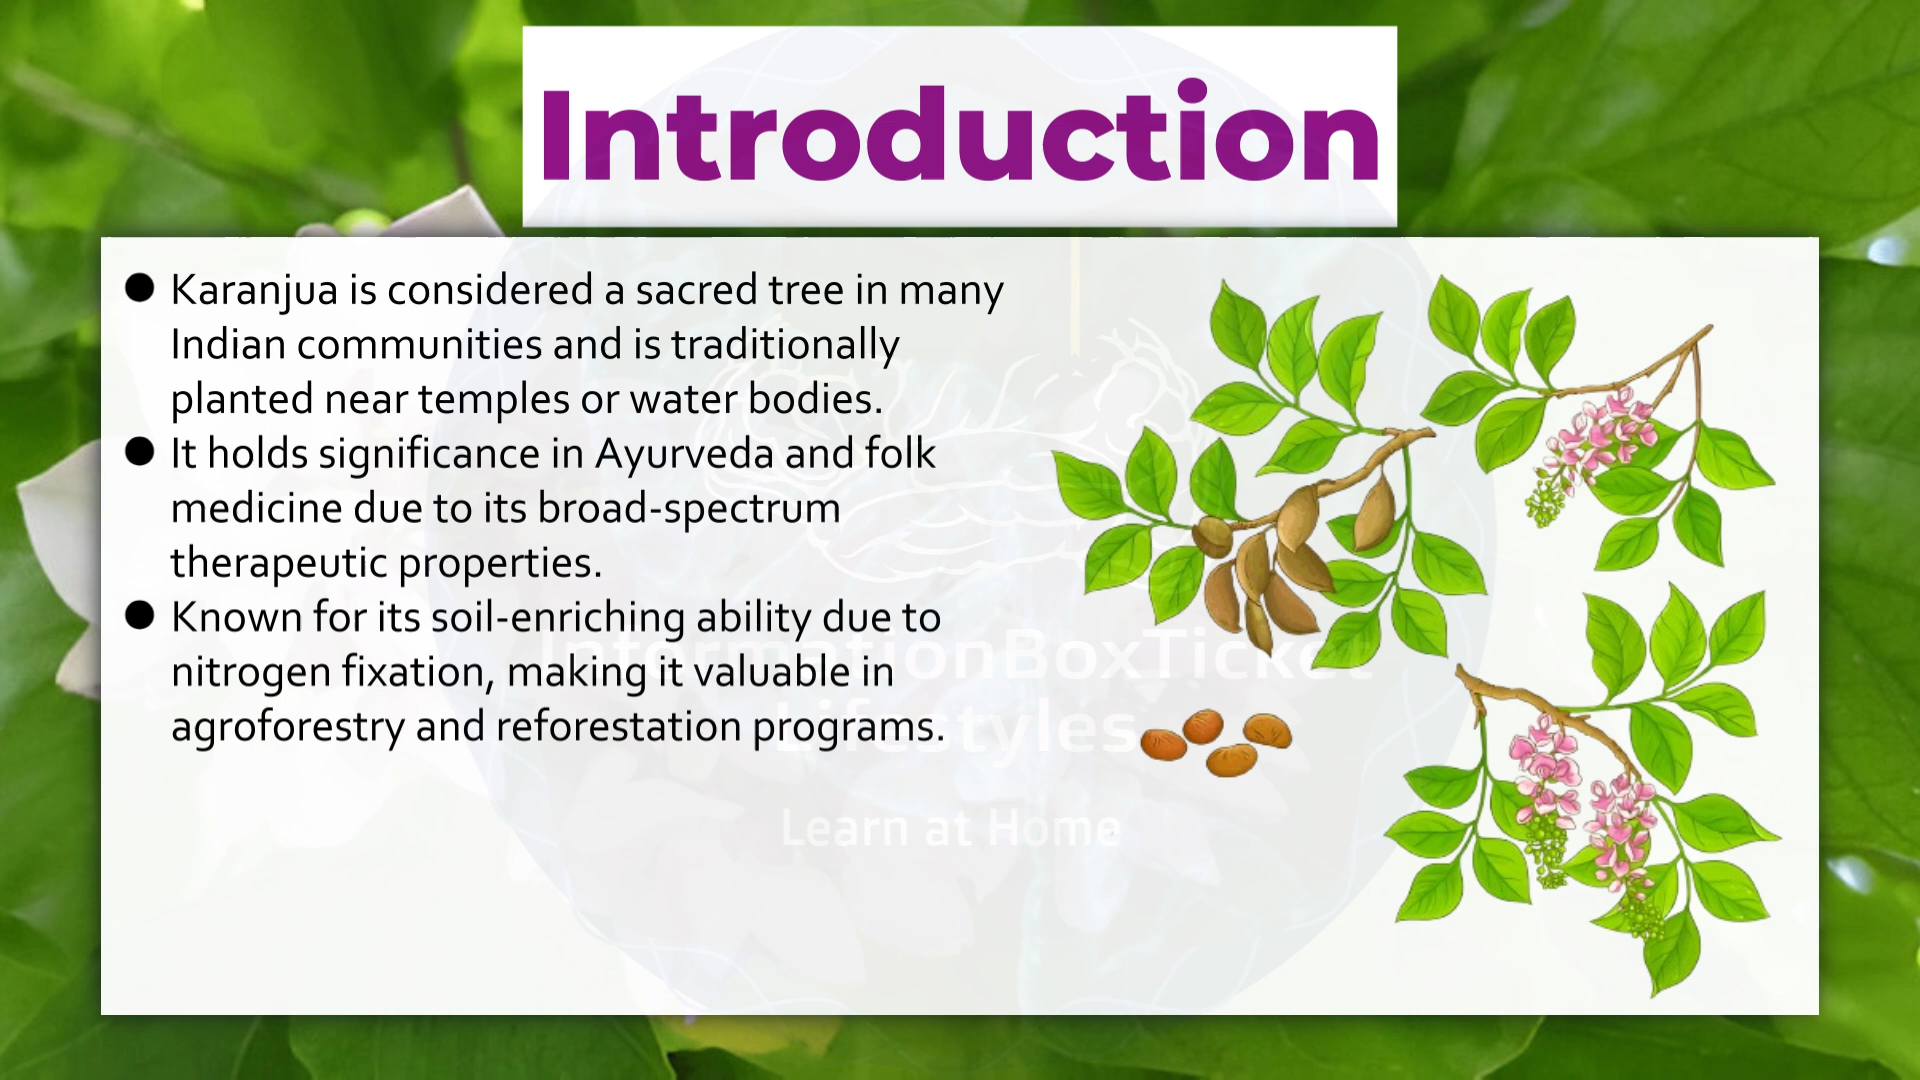 Introduction
● Karanjua is considered a sacred tree in many
Indian communities and is traditionally
planted near temples or water bodies.
● It holds significance in Ayurveda and folk
medicine due to its broad-spectrum
therapeutic properties.
● Known for its soil-enriching ability due to
nitrogen fixation, making it valuable in
agroforestry and reforestation programs.
InformationBoxTicket
Lifestyles
Learn at Home